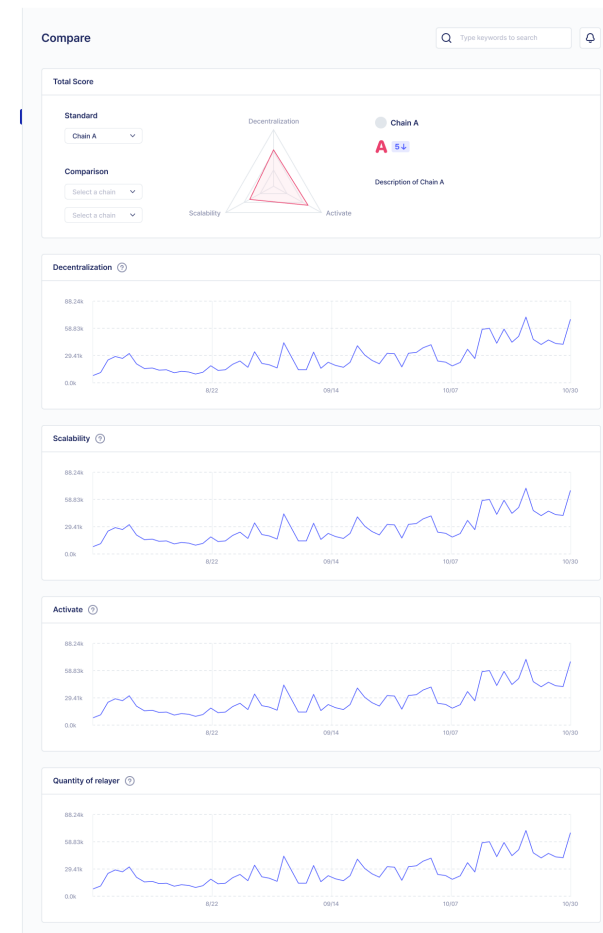 Compare
Type keywords to search
Total Score
Standard
Chain A
Comparison
Select a chain
Select a chain
Decentralization
Scalability
Activate
Chain A
A 5↓
Description of Chain A
Decentralization ?
88.24k
58.83k
29.41k
0.0k
8/22 09/14 10/07 10/30
Scalability ?
88.24k
58.83k
29.41k
0.0k
8/22 09/14 10/07 10/30
Activate ?
88.24k
58.83k
29.41k
0.0k
8/22 09/14 10/07 10/30
Quantity of relayer ?
88.24k
58.83k
29.41k
0.0k
8/22 09/14 10/07 10/30